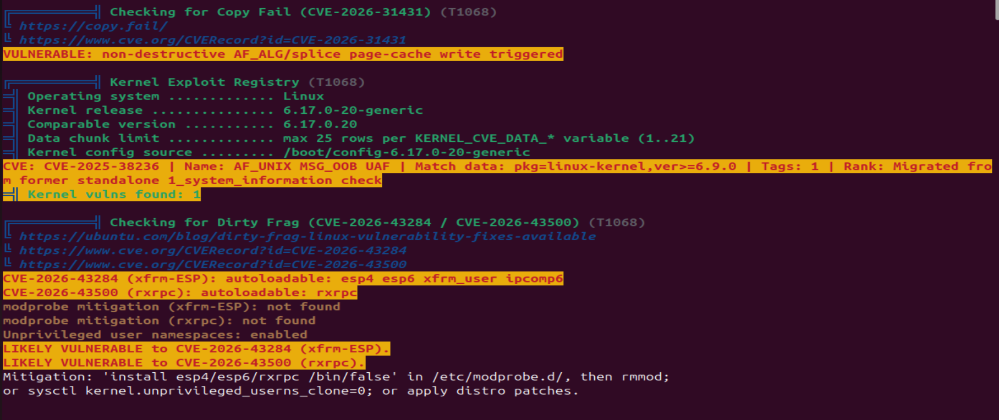 ╔══════════╣ Checking for Copy Fail (CVE-2026-31431) (T1068)
╚ https://copy.fail/
╚ https://www.cve.org/CVERecord?id=CVE-2026-31431
VULNERABLE: non-destructive AF_ALG/splice page-cache write triggered

╔══════════╣ Kernel Exploit Registry (T1068)
═╣ Operating system ............. Linux
═╣ Kernel release ............... 6.17.0-20-generic
═╣ Comparable version ........... 6.17.0.20
═╣ Data chunk limit ............. max 25 rows per KERNEL_CVE_DATA_* variable (1..21)
═╣ Kernel config source ......... /boot/config-6.17.0-20-generic
CVE: CVE-2025-38236 | Name: AF_UNIX MSG_OOB UAF | Match data: pkg=linux-kernel,ver>=6.9.0 | Tags: 1 | Rank: Migrated fro
m former standalone 1_system_information check
═╣ Kernel vulns found: 1

╔══════════╣ Checking for Dirty Frag (CVE-2026-43284 / CVE-2026-43500) (T1068)
╚ https://ubuntu.com/blog/dirty-frag-linux-vulnerability-fixes-available
╚ https://www.cve.org/CVERecord?id=CVE-2026-43284
╚ https://www.cve.org/CVERecord?id=CVE-2026-43500
CVE-2026-43284 (xfrm-ESP): autoloadable: esp4 esp6 xfrm_user ipcomp6
CVE-2026-43500 (rxrpc): autoloadable: rxrpc
modprobe mitigation (xfrm-ESP): not found
modprobe mitigation (rxrpc): not found
Unprivileged user namespaces: enabled
LIKELY VULNERABLE to CVE-2026-43284 (xfrm-ESP).
LIKELY VULNERABLE to CVE-2026-43500 (rxrpc).
Mitigation: 'install esp4/esp6/rxrpc /bin/false' in /etc/modprobe.d/, then rmmod;
or sysctl kernel.unprivileged_userns_clone=0; or apply distro patches.